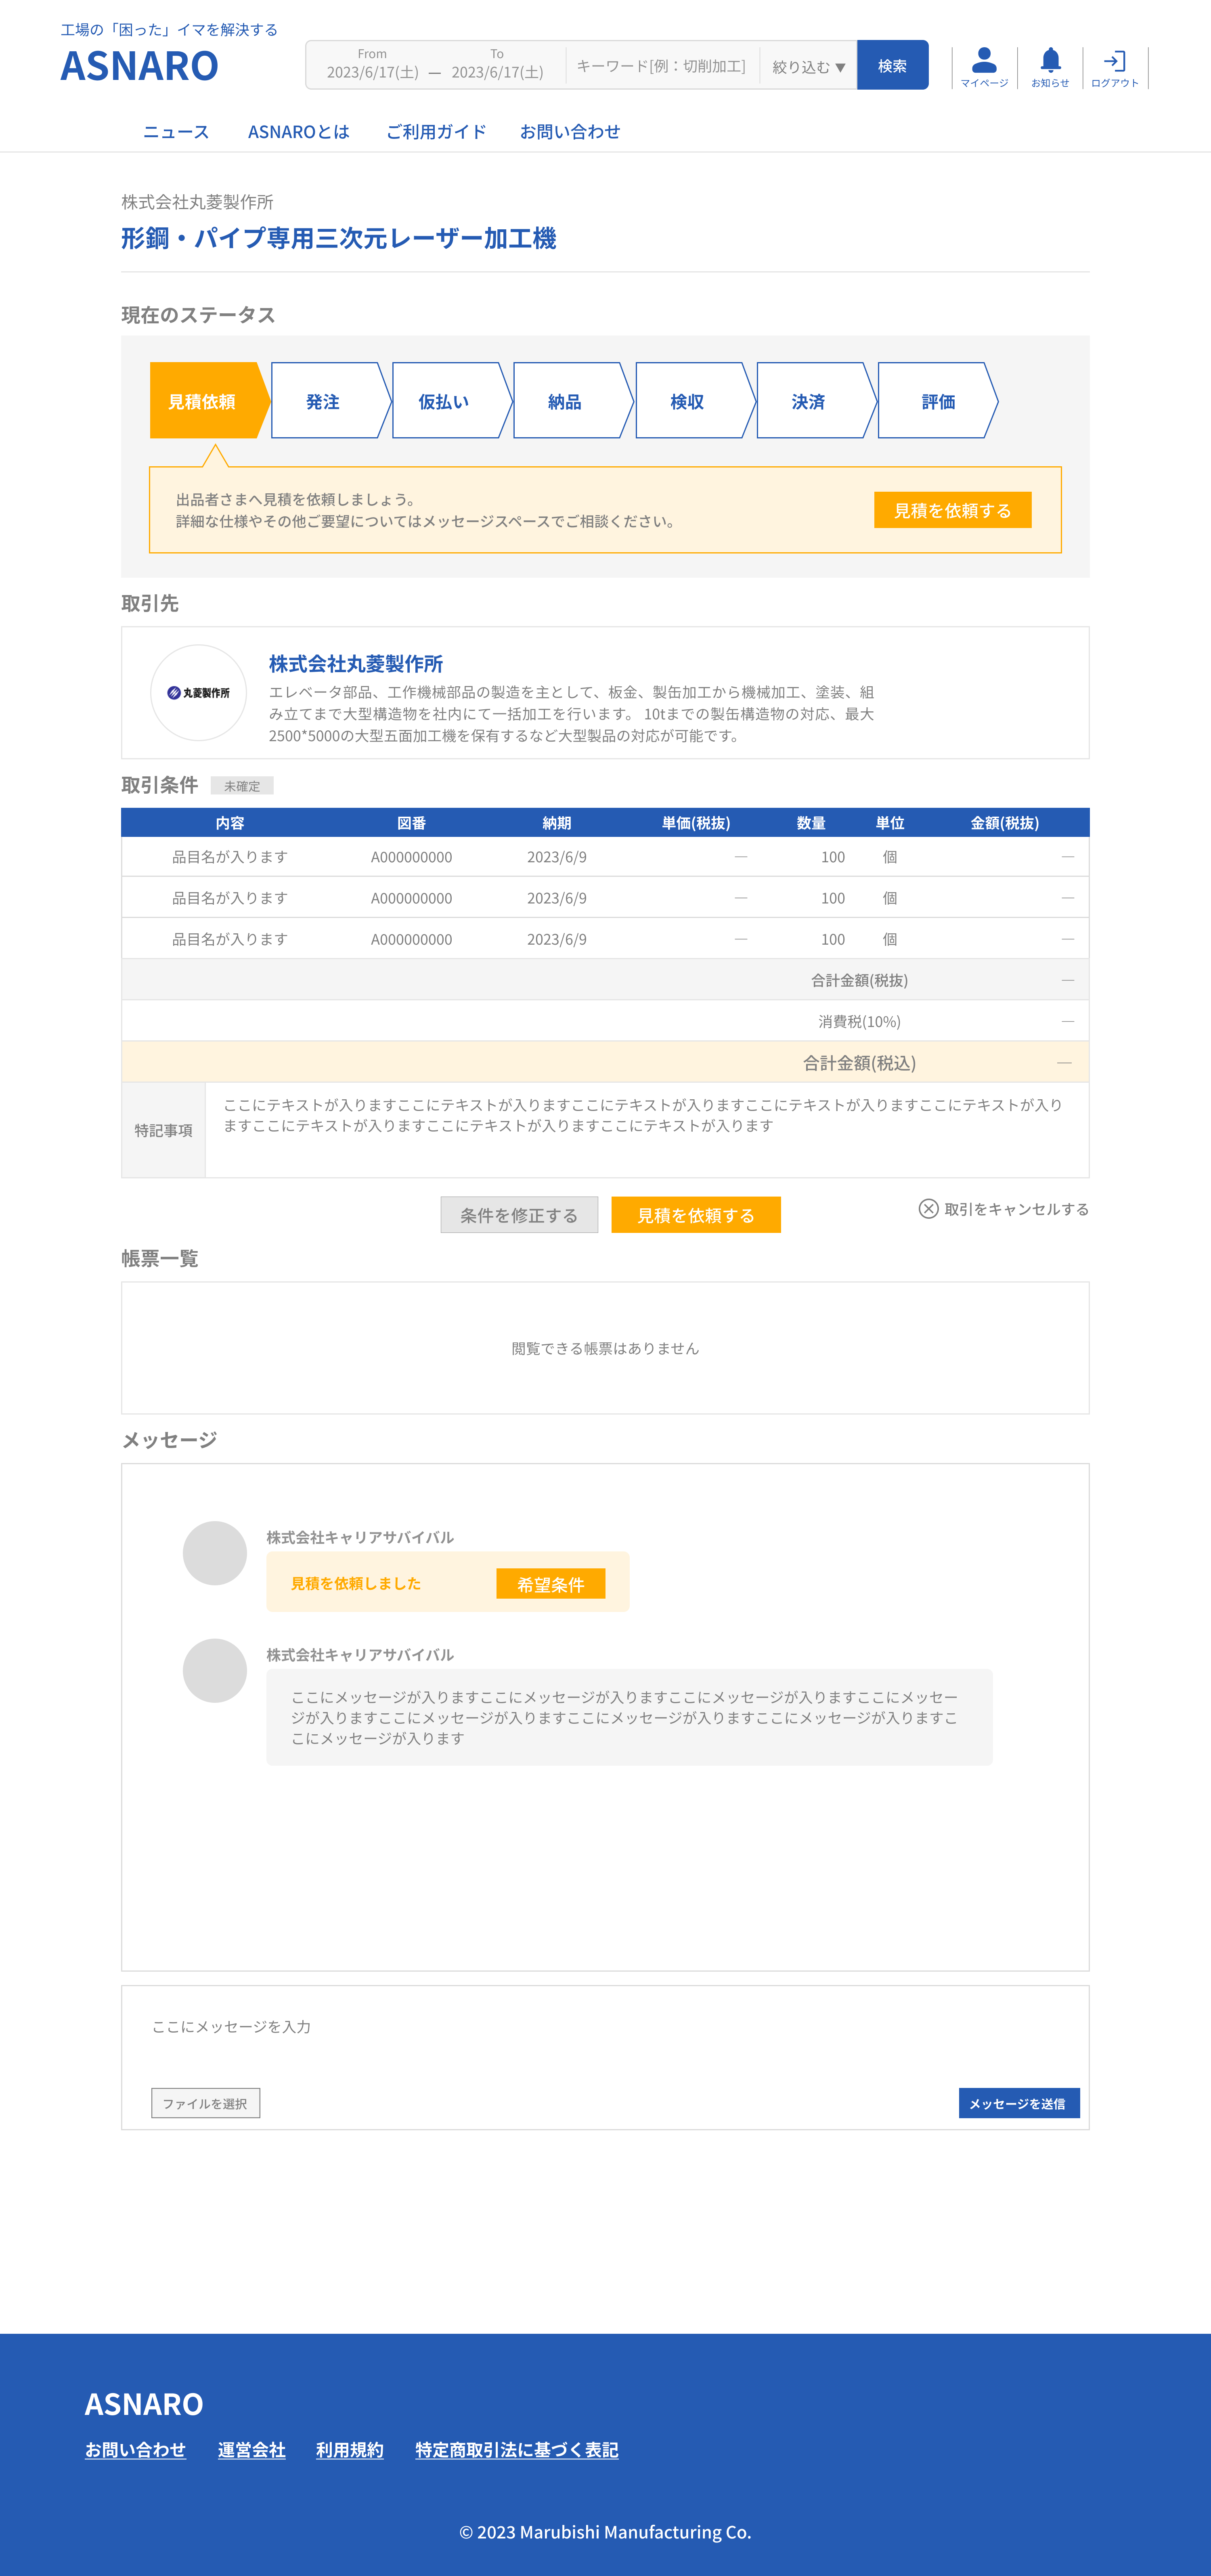 工場の「困った」イマを解決する
ASNARO
From
To
2023/6/17(土) — 2023/6/17(土)
キーワード[例：切削加工]
絞り込む ▼
検索
マイページ
お知らせ
ログアウト
ニュース
ASNAROとは
ご利用ガイド
お問い合わせ
株式会社丸菱製作所
形鋼・パイプ専用三次元レーザー加工機
現在のステータス
見積依頼
発注
仮払い
納品
検収
決済
評価
出品者さまへ見積を依頼しましょう。
詳細な仕様やその他ご要望についてはメッセージスペースでご相談ください。
見積を依頼する
取引先
丸菱製作所
株式会社丸菱製作所
エレベータ部品、工作機械部品の製造を主として、板金、製缶加工から機械加工、塗装、組
み立てまで大型構造物を社内にて一括加工を行います。 10tまでの製缶構造物の対応、最大
2500*5000の大型五面加工機を保有するなど大型製品の対応が可能です。
取引条件 未確定
内容 図番 納期 単価(税抜) 数量 単位 金額(税抜)
品目名が入ります A000000000 2023/6/9 — 100 個 —
品目名が入ります A000000000 2023/6/9 — 100 個 —
品目名が入ります A000000000 2023/6/9 — 100 個 —
合計金額(税抜) —
消費税(10%) —
合計金額(税込) —
特記事項
ここにテキストが入りますここにテキストが入りますここにテキストが入りますここにテキストが入りますここにテキストが入り
ますここにテキストが入りますここにテキストが入りますここにテキストが入ります
条件を修正する
見積を依頼する
取引をキャンセルする
帳票一覧
閲覧できる帳票はありません
メッセージ
株式会社キャリアサバイバル
見積を依頼しました
希望条件
株式会社キャリアサバイバル
ここにメッセージが入りますここにメッセージが入りますここにメッセージが入りますここにメッセー
ジが入りますここにメッセージが入りますここにメッセージが入りますここにメッセージが入りますこ
こにメッセージが入ります
ここにメッセージを入力
ファイルを選択
メッセージを送信
ASNARO
お問い合わせ
運営会社
利用規約
特定商取引法に基づく表記
© 2023 Marubishi Manufacturing Co.